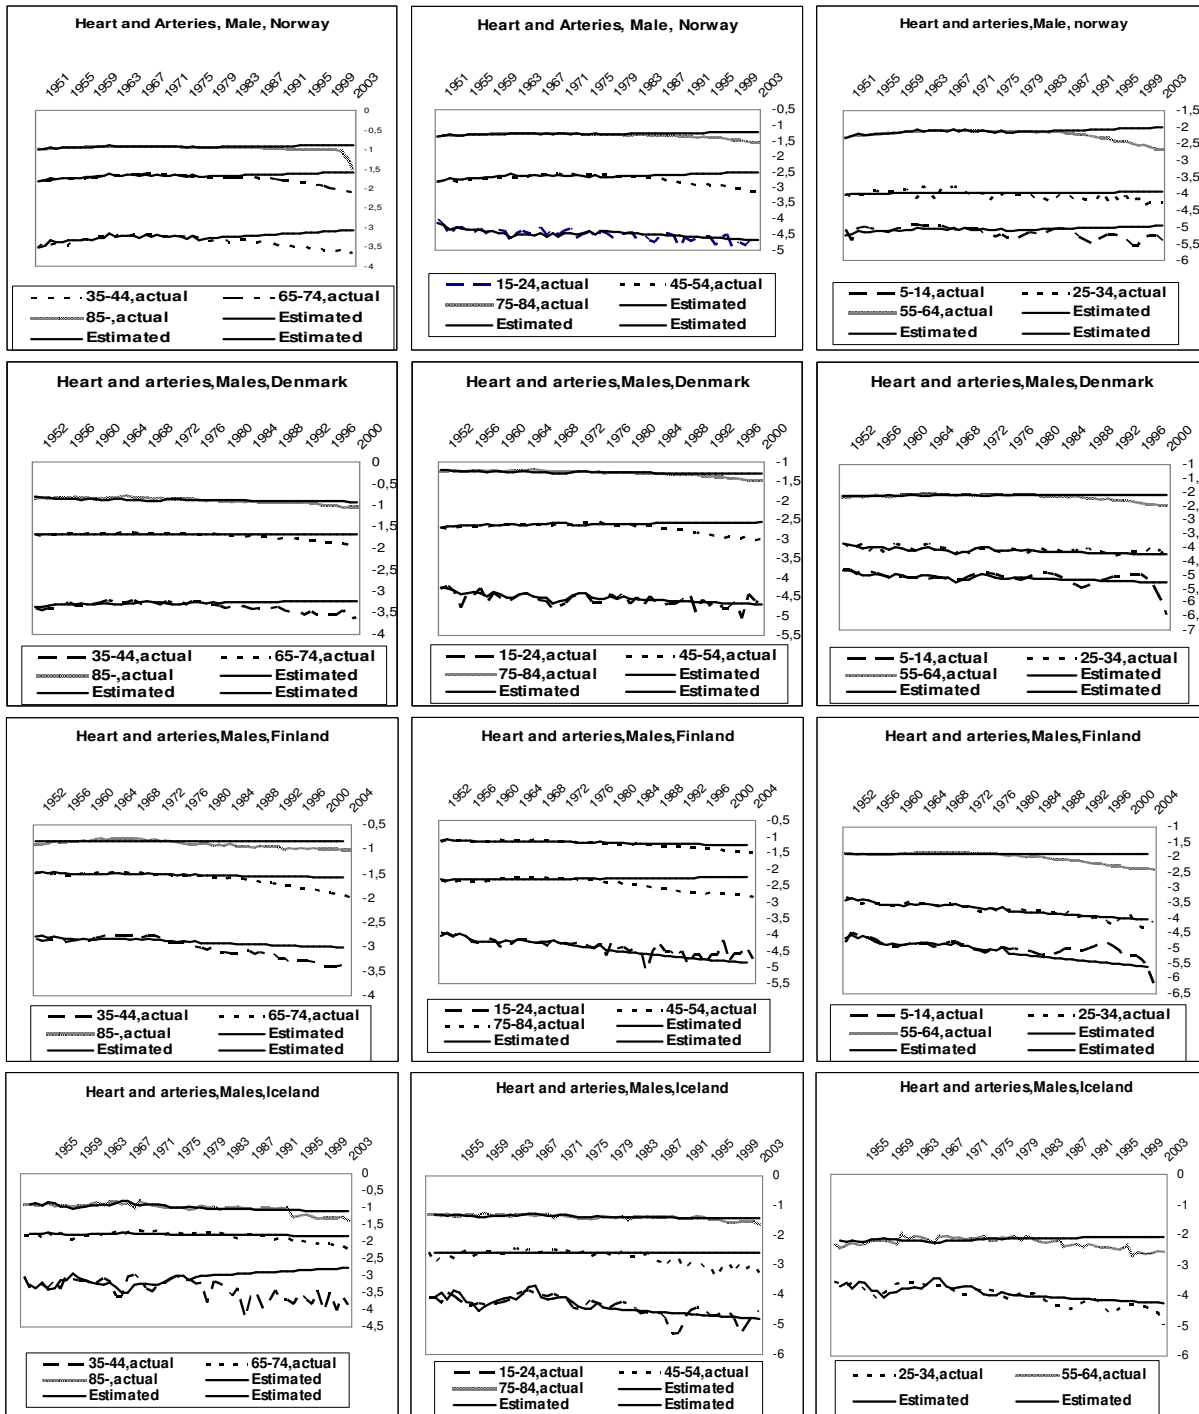 Heart and Arteries, Male, Norway
1951 1955 1959 1963 1967 1971 1975 1979 1983 1987 1991 1995 1999 2003
0
-0,5
-1
-1,5
-2
-2,5
-3
-3,5
-4
35-44,actual 65-74,actual
85-,actual Estimated
Estimated Estimated
Heart and Arteries, Male, Norway
1951 1955 1959 1963 1967 1971 1975 1979 1983 1987 1991 1995 1999 2003
-0,5
-1
-1,5
-2
-2,5
-3
-3,5
-4
-4,5
-5
15-24,actual 45-54,actual
75-84,actual Estimated
Estimated Estimated
Heart and arteries,Male, norway
1951 1955 1959 1963 1967 1971 1975 1979 1983 1987 1991 1995 1999 2003
-1,5
-2
-2,5
-3
-3,5
-4
-4,5
-5
-5,5
-6
5-14,actual 25-34,actual
55-64,actual Estimated
Estimated Estimated
Heart and arteries,Males,Denmark
1952 1956 1960 1964 1968 1972 1976 1980 1984 1988 1992 1996 2000
0
-0,5
-1
-1,5
-2
-2,5
-3
-3,5
-4
35-44,actual 65-74,actual
85-,actual Estimated
Estimated Estimated
Heart and arteries,Males,Denmark
1952 1956 1960 1964 1968 1972 1976 1980 1984 1988 1992 1996 2000
-1
-1,5
-2
-2,5
-3
-3,5
-4
-4,5
-5
-5,5
15-24,actual 45-54,actual
75-84,actual Estimated
Estimated Estimated
Heart and arteries,Males,Denmark
1952 1956 1960 1964 1968 1972 1976 1980 1984 1988 1992 1996 2000
-1
-1,5
-2
-2,5
-3
-3,5
-4
-4,5
-5
-5,5
-6
-6,5
-7
5-14,actual 25-34,actual
55-64,actual Estimated
Estimated Estimated
Heart and arteries,Males,Finland
1952 1956 1960 1964 1968 1972 1976 1980 1984 1988 1992 1996 2000 2004
-0,5
-1
-1,5
-2
-2,5
-3
-3,5
-4
35-44,actual 65-74,actual
85-,actual Estimated
Estimated Estimated
Heart and arteries,Males,Finland
1952 1956 1960 1964 1968 1972 1976 1980 1984 1988 1992 1996 2000 2004
-0,5
-1
-1,5
-2
-2,5
-3
-3,5
-4
-4,5
-5
-5,5
15-24,actual 45-54,actual
75-84,actual Estimated
Estimated Estimated
Heart and arteries,Males,Finland
1952 1956 1960 1964 1968 1972 1976 1980 1984 1988 1992 1996 2000 2004
-1
-1,5
-2
-2,5
-3
-3,5
-4
-4,5
-5
-5,5
-6
-6,5
5-14,actual 25-34,actual
55-64,actual Estimated
Estimated Estimated
Heart and arteries,Males,Iceland
1955 1959 1963 1967 1971 1975 1979 1983 1987 1991 1995 1999 2003
0
-0,5
-1
-1,5
-2
-2,5
-3
-3,5
-4
-4,5
35-44,actual 65-74,actual
85-,actual Estimated
Estimated Estimated
Heart and arteries,Males,Iceland
1955 1959 1963 1967 1971 1975 1979 1983 1987 1991 1995 1999 2003
0
-1
-2
-3
-4
-5
-6
15-24,actual 45-54,actual
75-84,actual Estimated
Estimated Estimated
Heart and arteries,Males,Iceland
1955 1959 1963 1967 1971 1975 1979 1983 1987 1991 1995 1999 2003
0
-1
-2
-3
-4
-5
-6
25-34,actual 55-64,actual
Estimated Estimated